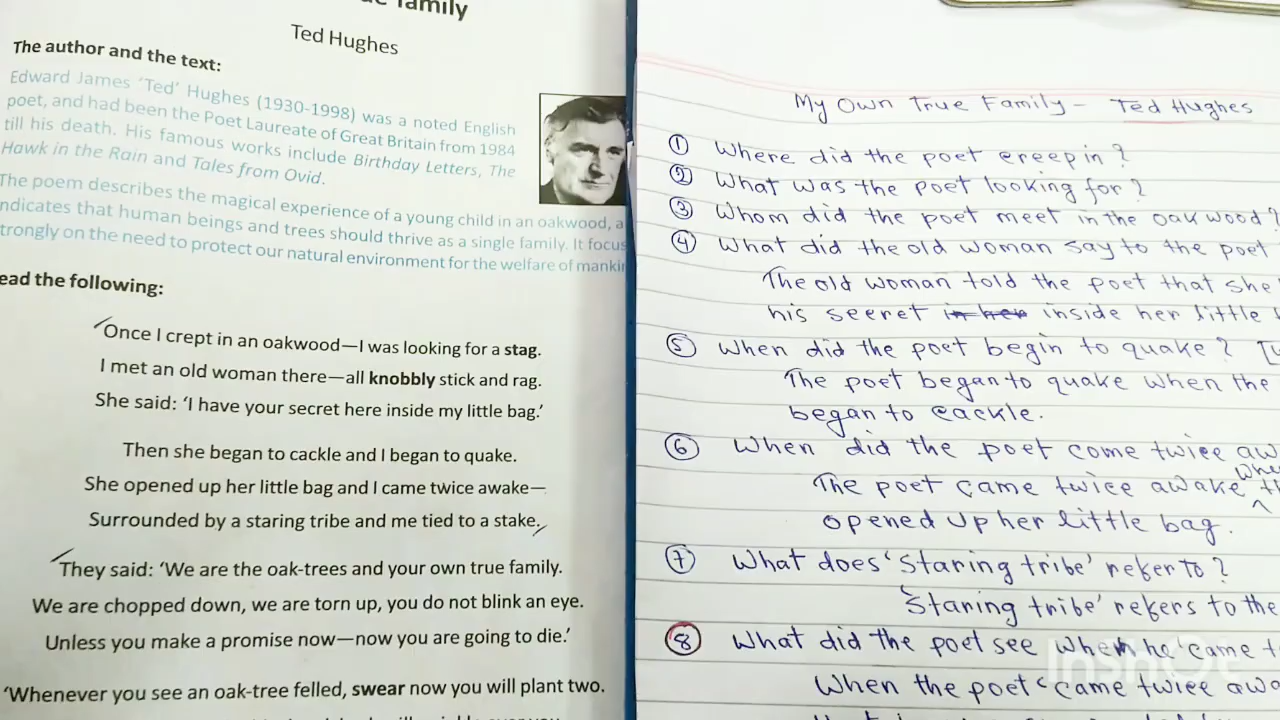 family
Ted Hughes
The author and the text:
Edward James ‘Ted’ Hughes (1930-1998) was a noted English
poet, and had been the Poet Laureate of Great Britain from 1984
till his death. His famous works include Birthday Letters, The
Hawk in the Rain and Tales from Ovid.
The poem describes the magical experience of a young child in an oakwood, a
ndicates that human beings and trees should thrive as a single family. It focus
trongly on the need to protect our natural environment for the welfare of mankin
ead the following:
Once I crept in an oakwood—I was looking for a stag.
I met an old woman there—all knobbly stick and rag.
She said: ‘I have your secret here inside my little bag.’
Then she began to cackle and I began to quake.
She opened up her little bag and I came twice awake—
Surrounded by a staring tribe and me tied to a stake.
They said: ‘We are the oak-trees and your own true family.
We are chopped down, we are torn up, you do not blink an eye.
Unless you make a promise now—now you are going to die.’
‘Whenever you see an oak-tree felled, swear now you will plant two.
My Own True Family – Ted Hughes
① Where did the poet creep in?
② What was the poet looking for?
③ Whom did the poet meet in the oak wood?
④ What did the old woman say to the poet
The old woman told the poet that she
his secret in her inside her little
⑤ When did the poet begin to quake?
The poet began to quake when the
began to cackle.
⑥ When did the poet come twice aw
The poet came twice awake whe th
opened up her little bag.
⑦ What does ‘Staring tribe’ refer to?
‘Staring tribe’ refers to the
⑧ What did the poet see when he came t
When the poet came twice awa
InShOt